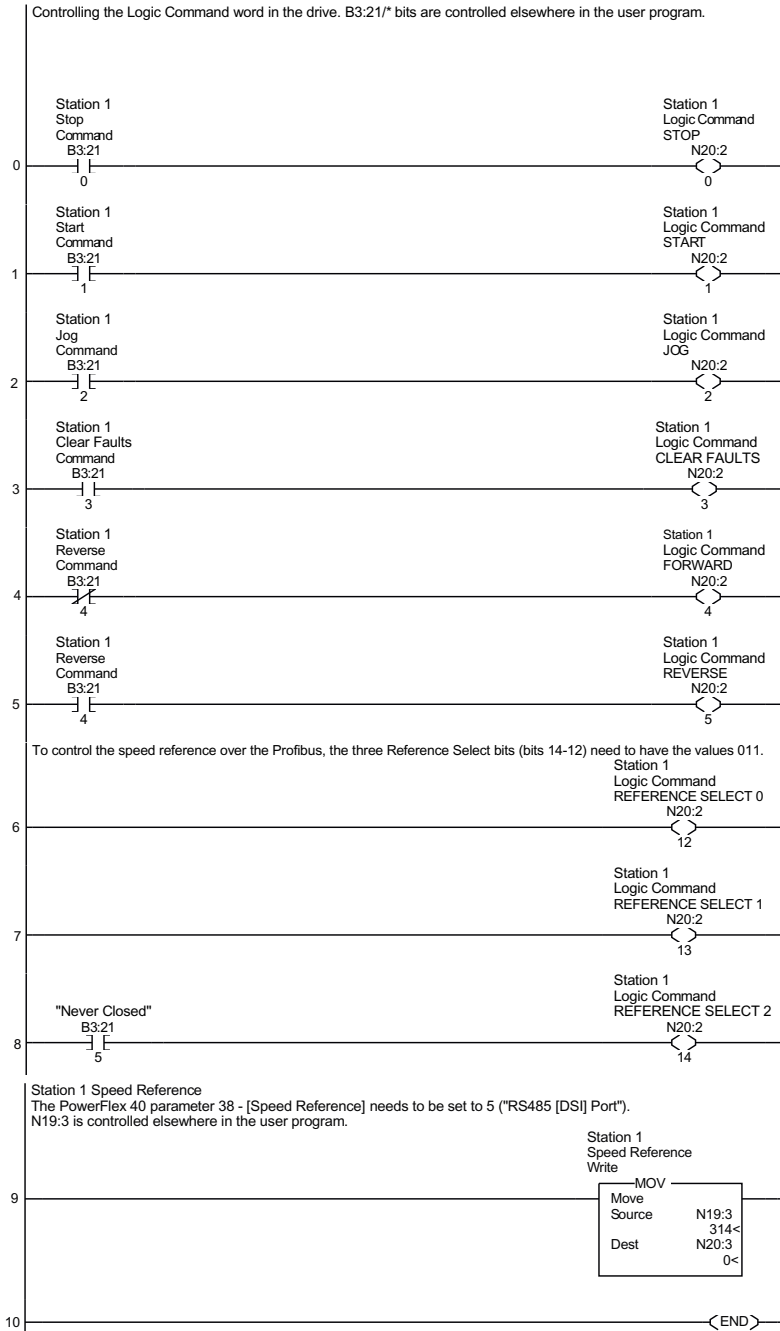 Controlling the Logic Command word in the drive. B3:21/* bits are controlled elsewhere in the user program.
Station 1
Stop
Command
B3:21
0
Station 1
Logic Command
STOP
N20:2
0
0
Station 1
Start
Command
B3:21
1
Station 1
Logic Command
START
N20:2
1
1
Station 1
Jog
Command
B3:21
2
Station 1
Logic Command
JOG
N20:2
2
2
Station 1
Clear Faults
Command
B3:21
3
Station 1
Logic Command
CLEAR FAULTS
N20:2
3
3
Station 1
Reverse
Command
B3:21
4
Station 1
Logic Command
FORWARD
N20:2
4
4
Station 1
Reverse
Command
B3:21
5
Station 1
Logic Command
REVERSE
N20:2
4
5
To control the speed reference over the Profibus, the three Reference Select bits (bits 14-12) need to have the values 011.
Station 1
Logic Command
REFERENCE SELECT 0
N20:2
6
12
Station 1
Logic Command
REFERENCE SELECT 1
N20:2
7
13
"Never Closed"
B3:21
8
5
Station 1
Logic Command
REFERENCE SELECT 2
N20:2
14
Station 1 Speed Reference
The PowerFlex 40 parameter 38 - [Speed Reference] needs to be set to 5 ("RS485 [DSI] Port").
N19:3 is controlled elsewhere in the user program.
Station 1
Speed Reference
Write
MOV
9
Move
Source N19:3
314<
Dest N20:3
0<
10
END